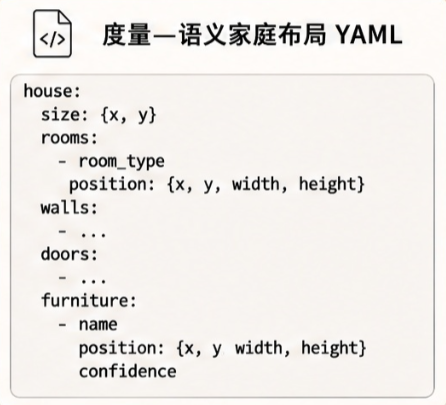 </>
度量—语义家庭布局 YAML
house:
  size: {x, y}
  rooms:
    - room_type
     position: {x, y, width, height}
  walls:
    - ...
  doors:
    - ...
  furniture:
    - name
      position: {x, y width, height}
      confidence